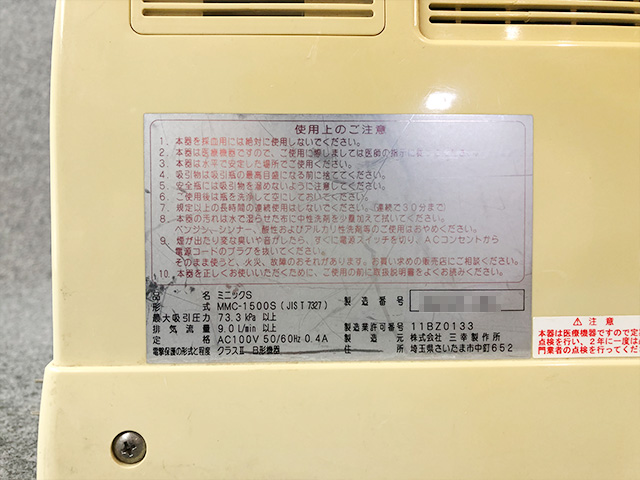 使用上のご注意
1. 本器を採血用には絶対に使用しないでください。
2. 本器は医療機器ですので、ご使用に際しましては医師の指示に
3. 本器は水平で安定した場所でご使用ください。
4. 吸引物は吸引瓶の最高目盛になる前に捨ててください。
5. 安全瓶には吸引物を溜めないように注意してください。
6. ご使用後は瓶を洗浄して空にしておいてください。
7. 規定以上の長時間の連続使用はしないでください。(連続で30分まで)
8. 本器の汚れは水で湿らせた布に中性洗剤を少量加えて拭してください。
ベンジン、シンナー、酸性およびアルカリ性洗剤等のご使用はおやめください。
9. 煙が出たり変な臭いや音がしたら、すぐに電源スイッチを切り、ACコンセントから
電源コードのプラグを抜いてください。
そのまま使うと、火災、故障のおそれがあります。お買い求めの販売店にご相談ください。
10. 本器を正しくお使いいただくために、ご使用の前に取扱説明書をよくお読みください。
品名 ミニックS
形式 MMC-1500S (JIS T 7327) 製造番号
最大吸引圧力 73.3 kPa 以上
排気流量 9.0 L/min 以上 製造業許可番号 11BZ0133
定格 AC100V 50/60Hz 0.4A 製造元 株式会社 三幸製作所
電撃保護の形式と程度 クラスII B形機器 住所 埼玉県さいたま市中釘652
⚠ 注意
本器は医療機器ですので定
点検を行い、2年に一度は
門業者の点検を行ってくだ